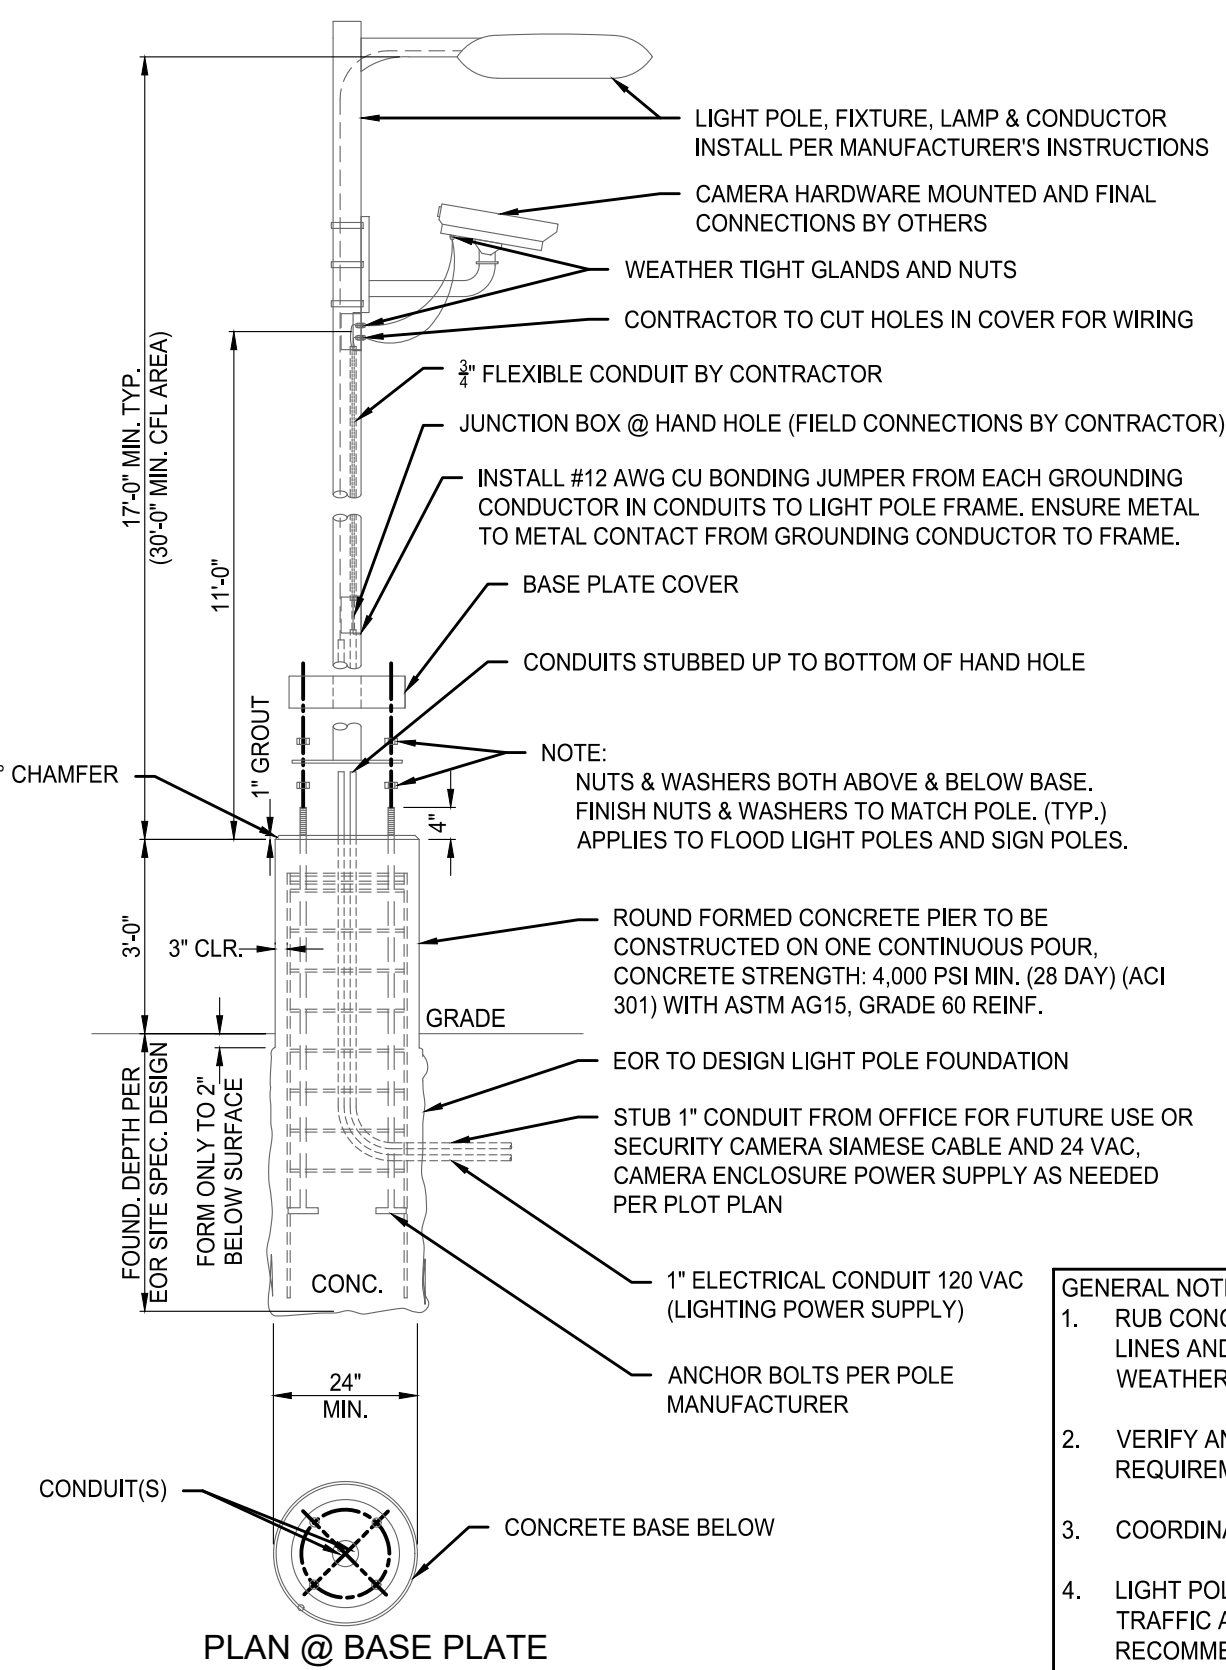 LIGHT POLE, FIXTURE, LAMP & CONDUCTOR
INSTALL PER MANUFACTURER'S INSTRUCTIONS
CAMERA HARDWARE MOUNTED AND FINAL
CONNECTIONS BY OTHERS
WEATHER TIGHT GLANDS AND NUTS
CONTRACTOR TO CUT HOLES IN COVER FOR WIRING
3/4" FLEXIBLE CONDUIT BY CONTRACTOR
JUNCTION BOX @ HAND HOLE (FIELD CONNECTIONS BY CONTRACTOR)
INSTALL #12 AWG CU BONDING JUMPER FROM EACH GROUNDING
CONDUCTOR IN CONDUITS TO LIGHT POLE FRAME. ENSURE METAL
TO METAL CONTACT FROM GROUNDING CONDUCTOR TO FRAME.
17'-0" MIN. TYP.
(30'-0" MIN. CFL AREA)
11'-0"
BASE PLATE COVER
CONDUITS STUBBED UP TO BOTTOM OF HAND HOLE
1" GROUT
° CHAMFER
NOTE:
NUTS & WASHERS BOTH ABOVE & BELOW BASE.
FINISH NUTS & WASHERS TO MATCH POLE. (TYP.)
APPLIES TO FLOOD LIGHT POLES AND SIGN POLES.
4"
3'-0"
3" CLR.
ROUND FORMED CONCRETE PIER TO BE
CONSTRUCTED ON ONE CONTINUOUS POUR,
CONCRETE STRENGTH: 4,000 PSI MIN. (28 DAY) (ACI
301) WITH ASTM AG15, GRADE 60 REINF.
GRADE
EOR TO DESIGN LIGHT POLE FOUNDATION
FOUND. DEPTH PER
EOR SITE SPEC. DESIGN
FORM ONLY TO 2"
BELOW SURFACE
STUB 1" CONDUIT FROM OFFICE FOR FUTURE USE OR
SECURITY CAMERA SIAMESE CABLE AND 24 VAC,
CAMERA ENCLOSURE POWER SUPPLY AS NEEDED
PER PLOT PLAN
CONC.
1" ELECTRICAL CONDUIT 120 VAC
(LIGHTING POWER SUPPLY)
ANCHOR BOLTS PER POLE
MANUFACTURER
24"
MIN.
CONDUIT(S)
CONCRETE BASE BELOW
PLAN @ BASE PLATE
GENERAL
1. RUB
LINES AND
WEATHER
2. VERIFY
3.
4. LIGHT
TRAFFIC